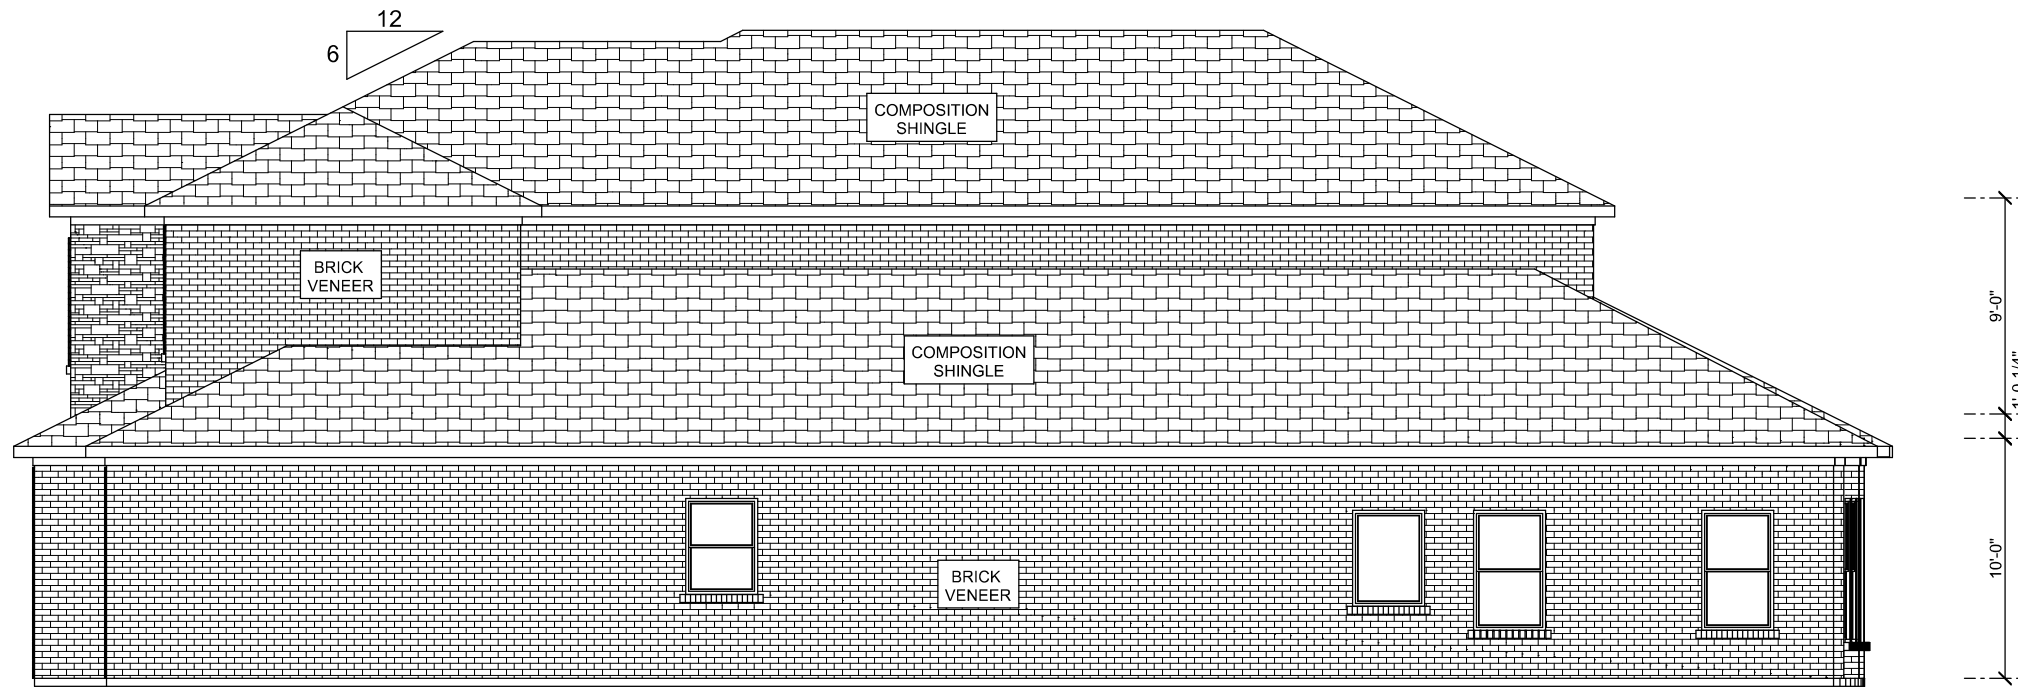 12
6
COMPOSITION
SHINGLE
BRICK
VENEER
9'-0"
COMPOSITION
SHINGLE
10'-0"
BRICK
VENEER